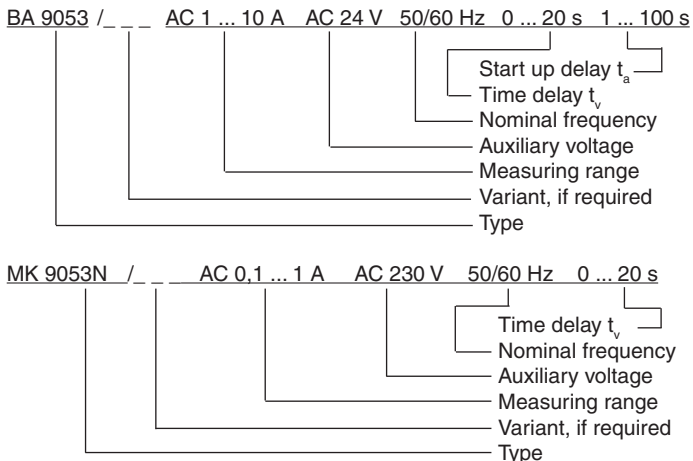 BA 9053 /_ _ _ AC 1 ... 10 A AC 24 V 50/60 Hz 0 ... 20 s 1 ... 100 s
Start up delay ta
Time delay tv
Nominal frequency
Auxiliary voltage
Measuring range
Variant, if required
Type
MK 9053N /_ _ _ AC 0,1 ... 1 A AC 230 V 50/60 Hz 0 ... 20 s
Time delay tv
Nominal frequency
Auxiliary voltage
Measuring range
Variant, if required
Type